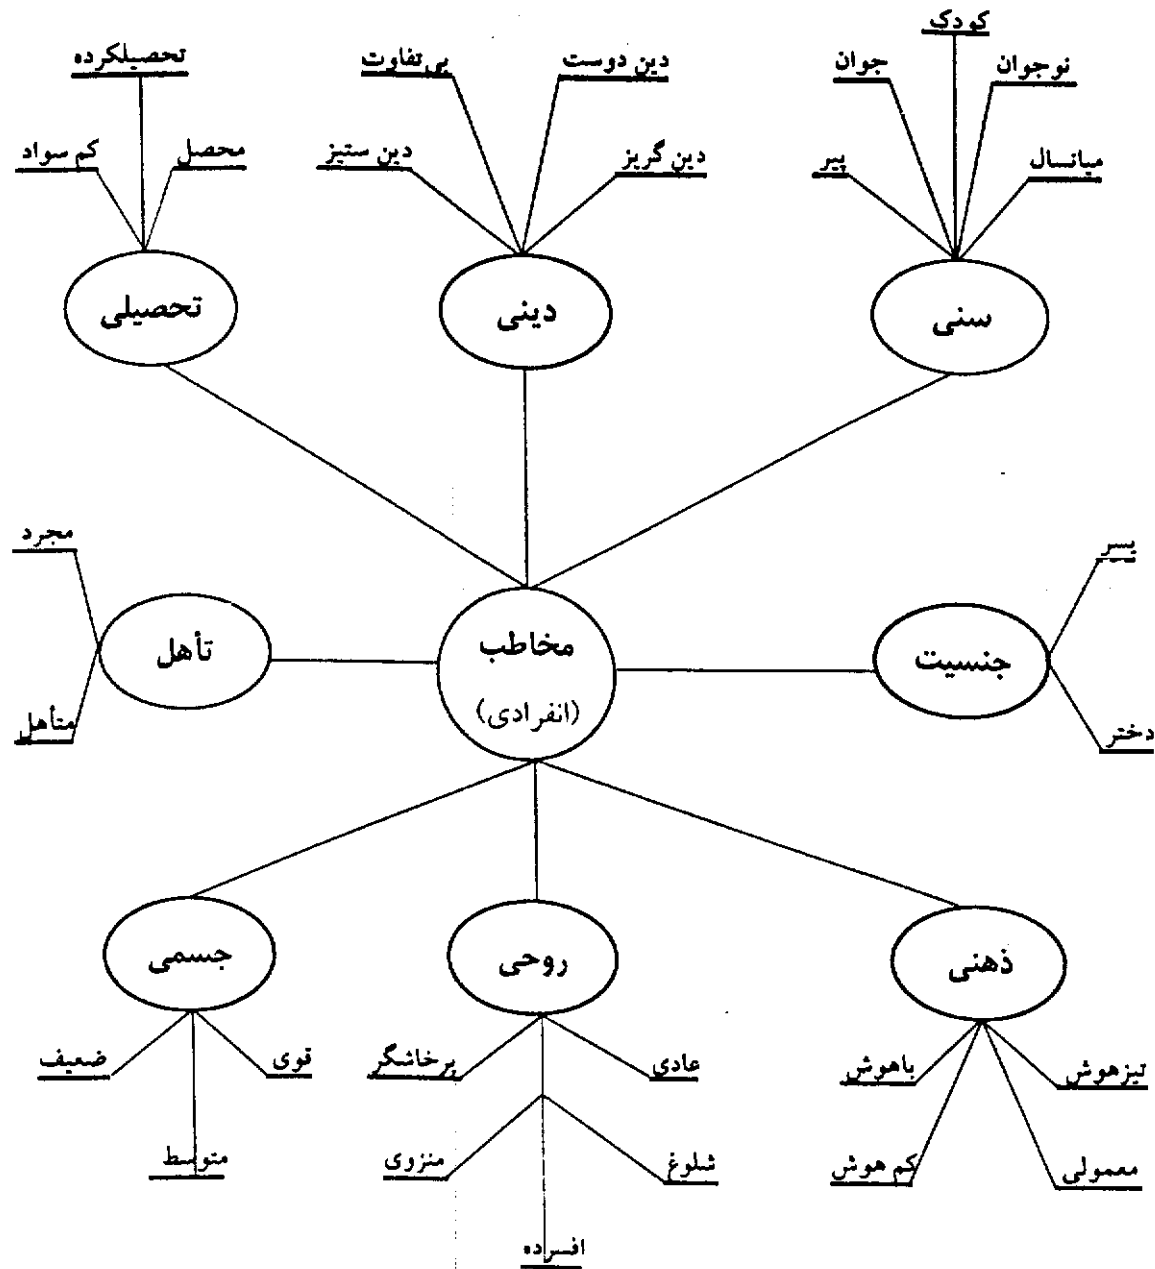 کودک
نوجوان
جوان
میانسال
پیر
سنی
دین دوست
بی تفاوت
دین گریز
دین ستیز
دینی
تحصیلکرده
محصل
کم سواد
تحصیلی
پسر
جنسیت
دختر
مخاطب
(انفرادی)
مجرد
تأهل
متأهل
ذهنی
تیزهوش
باهوش
معمولی
کم هوش
روحی
عادی
پرخاشگر
شلوغ
منزوی
افسرده
جسمی
قوی
ضعیف
متوسط